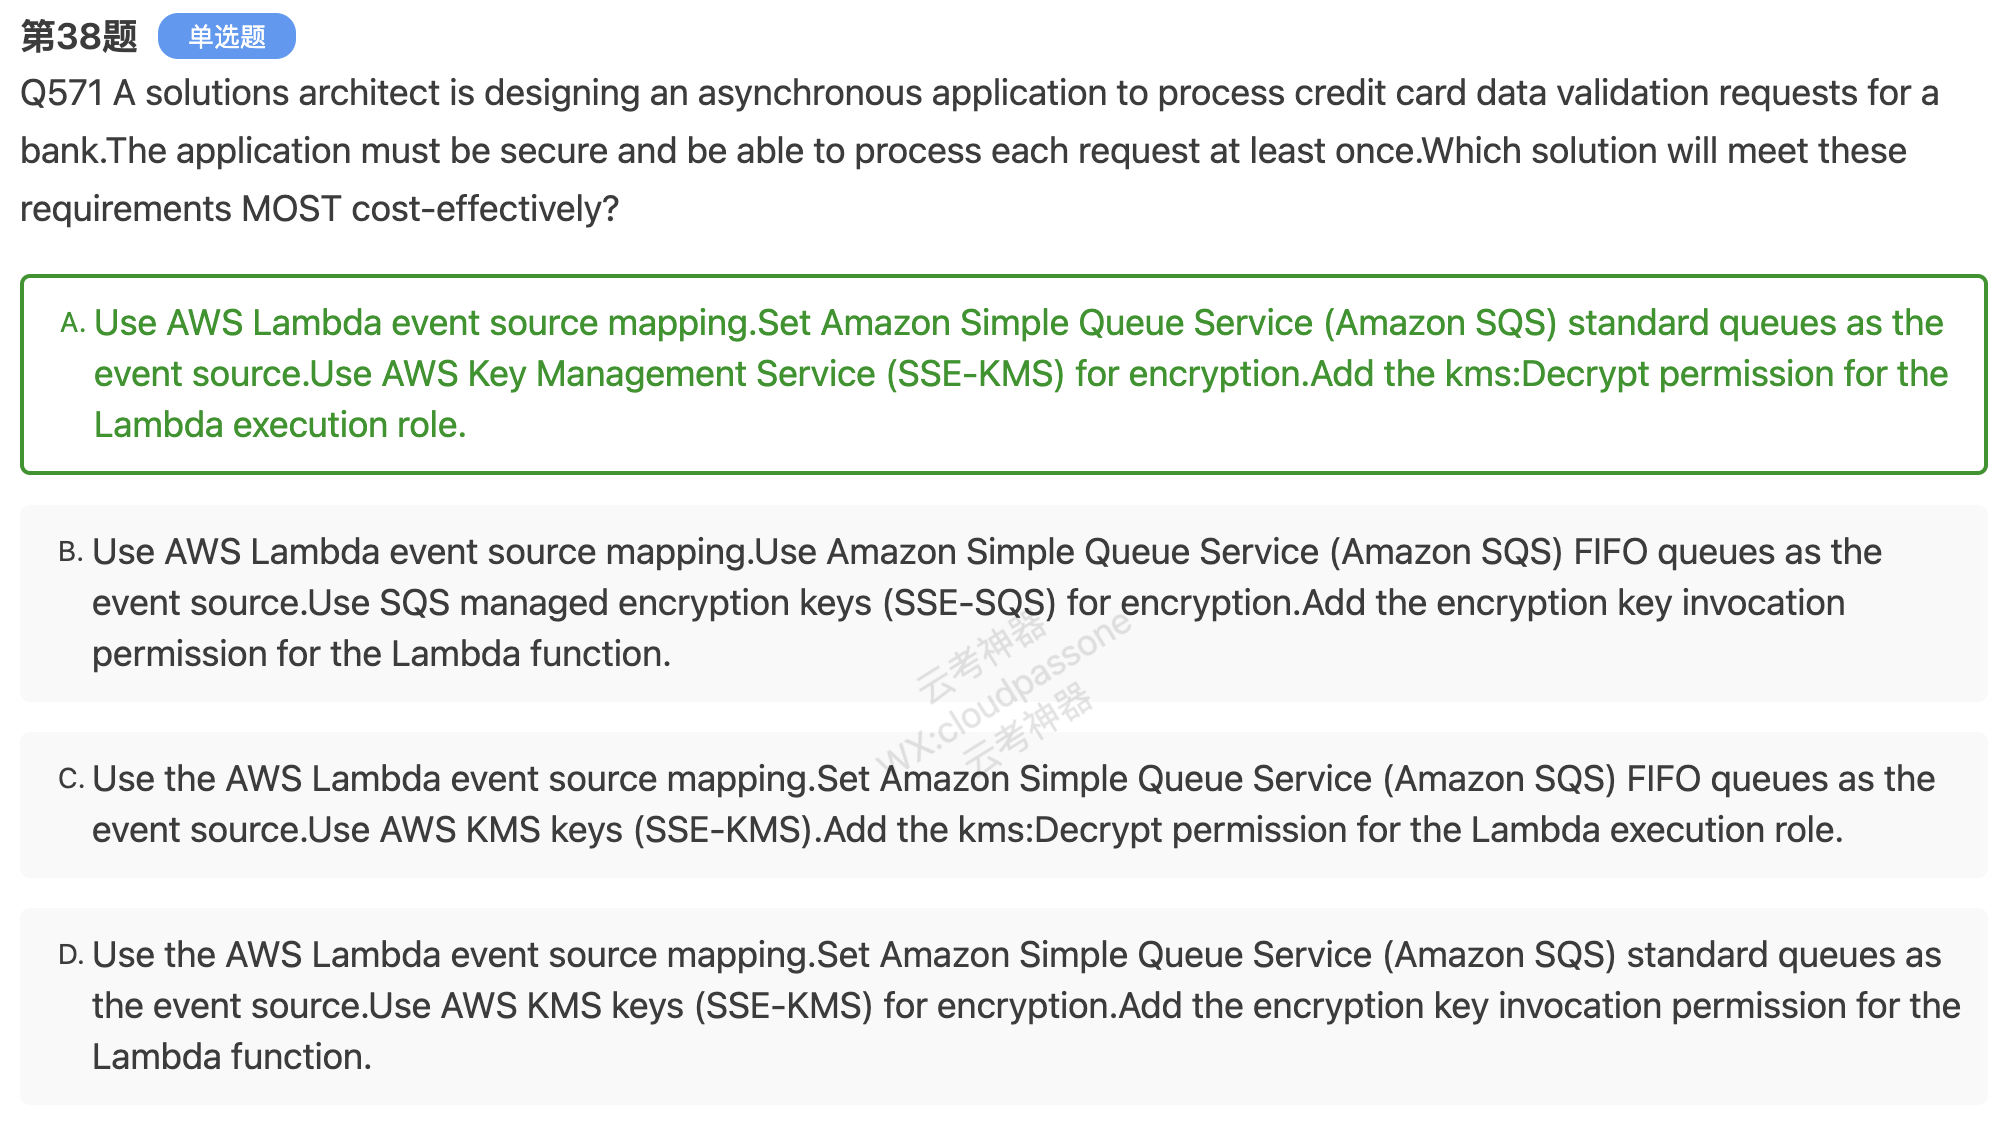 第38题 单选题
Q571 A solutions architect is designing an asynchronous application to process credit card data validation requests for a
bank.The application must be secure and be able to process each request at least once.Which solution will meet these
requirements MOST cost-effectively?
A. Use AWS Lambda event source mapping.Set Amazon Simple Queue Service (Amazon SQS) standard queues as the
event source.Use AWS Key Management Service (SSE-KMS) for encryption.Add the kms:Decrypt permission for the
Lambda execution role.
B. Use AWS Lambda event source mapping.Use Amazon Simple Queue Service (Amazon SQS) FIFO queues as the
event source.Use SQS managed encryption keys (SSE-SQS) for encryption.Add the encryption key invocation
permission for the Lambda function.
云考神器
WX:cloudpassone
云考神器
C. Use the AWS Lambda event source mapping.Set Amazon Simple Queue Service (Amazon SQS) FIFO queues as the
event source.Use AWS KMS keys (SSE-KMS).Add the kms:Decrypt permission for the Lambda execution role.
D. Use the AWS Lambda event source mapping.Set Amazon Simple Queue Service (Amazon SQS) standard queues as
the event source.Use AWS KMS keys (SSE-KMS) for encryption.Add the encryption key invocation permission for the
Lambda function.